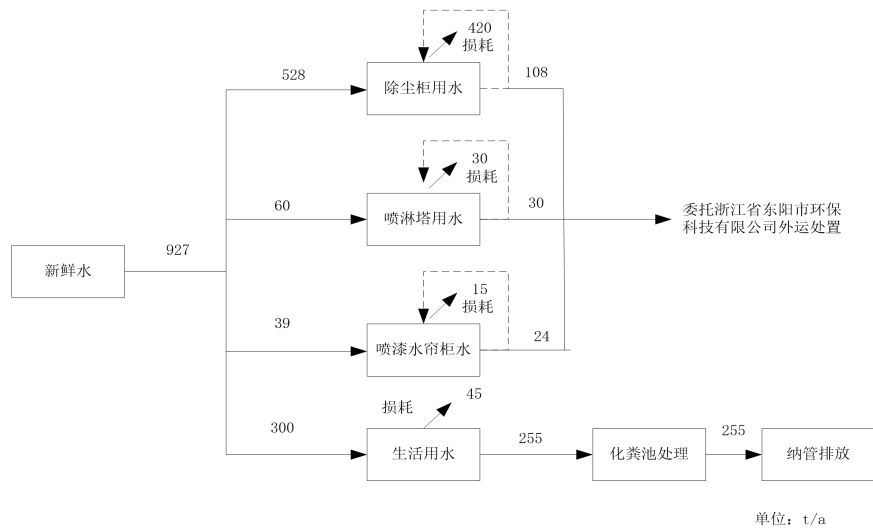 420
损耗
528
除尘柜用水
108
30
损耗
60
喷淋塔用水
30
委托浙江省东阳市环保
科技有限公司外运处置
新鲜水
927
15
损耗
39
喷漆水帘柜水
24
损耗
45
300
生活用水
255
化粪池处理
255
纳管排放
单位：t/a